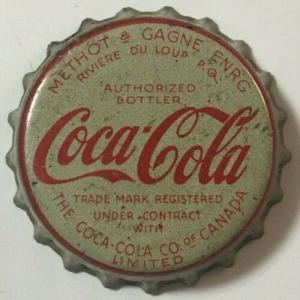 METHOT & GAGNE ENRG
RIVIERE DU LOUP P.Q.
AUTHORIZED
BOTTLER
Coca-Cola
TRADE MARK REGISTERED
UNDER CONTRACT
WITH
THE COCA-COLA CO. OF CANADA
LIMITED